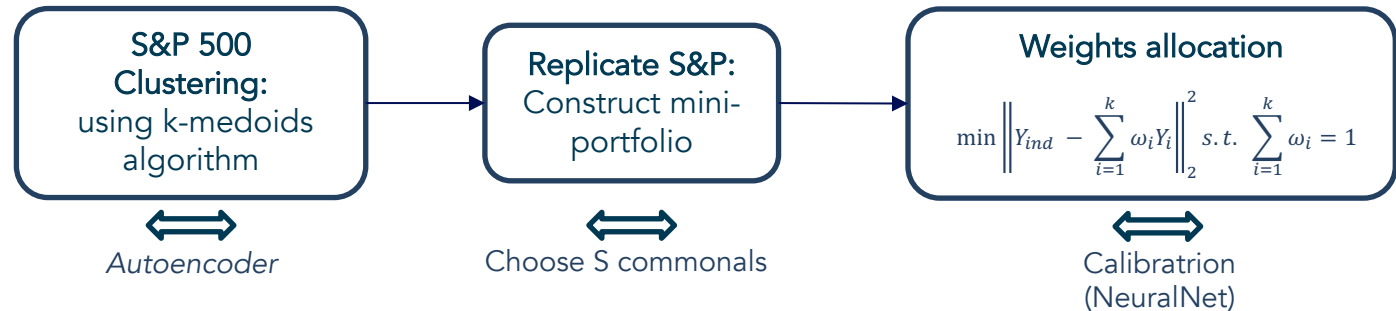 S&P 500
Clustering:
using k-medoids
algorithm
Replicate S&P:
Construct mini-
portfolio
Weights allocation
min ‖Y_ind − ∑_{i=1}^{k} ω_i Y_i‖_2^2 s.t. ∑_{i=1}^{k} ω_i = 1
Autoencoder
Choose S commonals
Calibratrion
(NeuralNet)